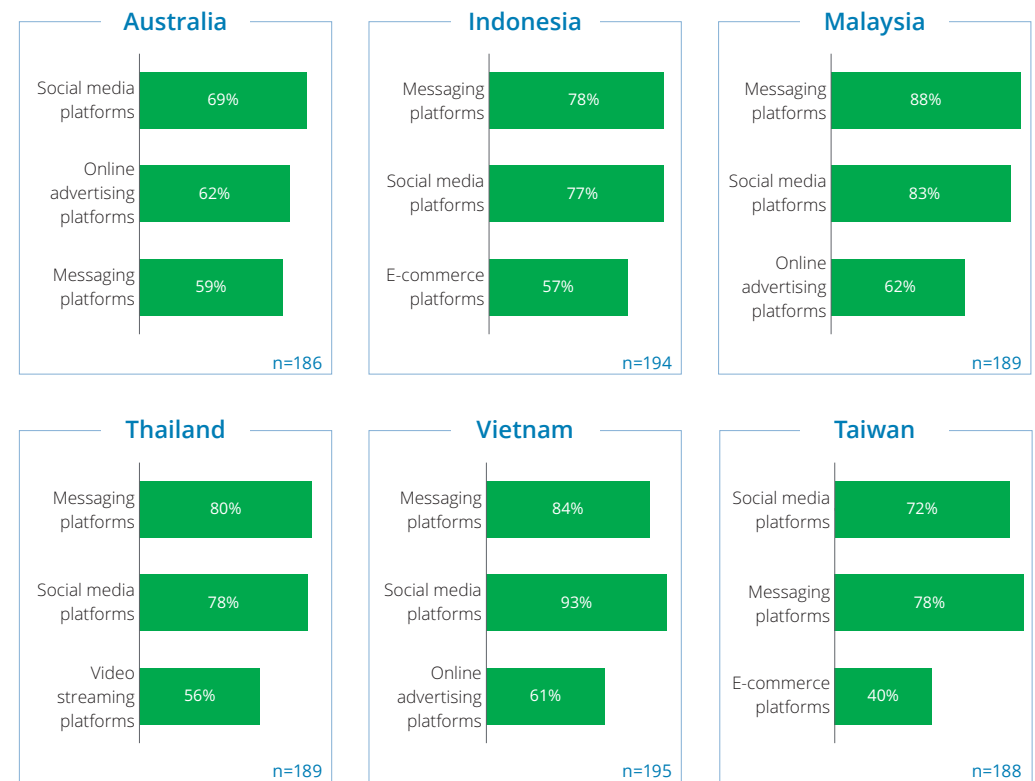 Australia
Social media
platforms
69%
Online
advertising
platforms
62%
Messaging
platforms
59%
n=186
Indonesia
Messaging
platforms
78%
Social media
platforms
77%
E-commerce
platforms
57%
n=194
Malaysia
Messaging
platforms
88%
Social media
platforms
83%
Online
advertising
platforms
62%
n=189
Thailand
Messaging
platforms
80%
Social media
platforms
78%
Video
streaming
platforms
56%
n=189
Vietnam
Messaging
platforms
84%
Social media
platforms
93%
Online
advertising
platforms
61%
n=195
Taiwan
Social media
platforms
72%
Messaging
platforms
78%
E-commerce
platforms
40%
n=188